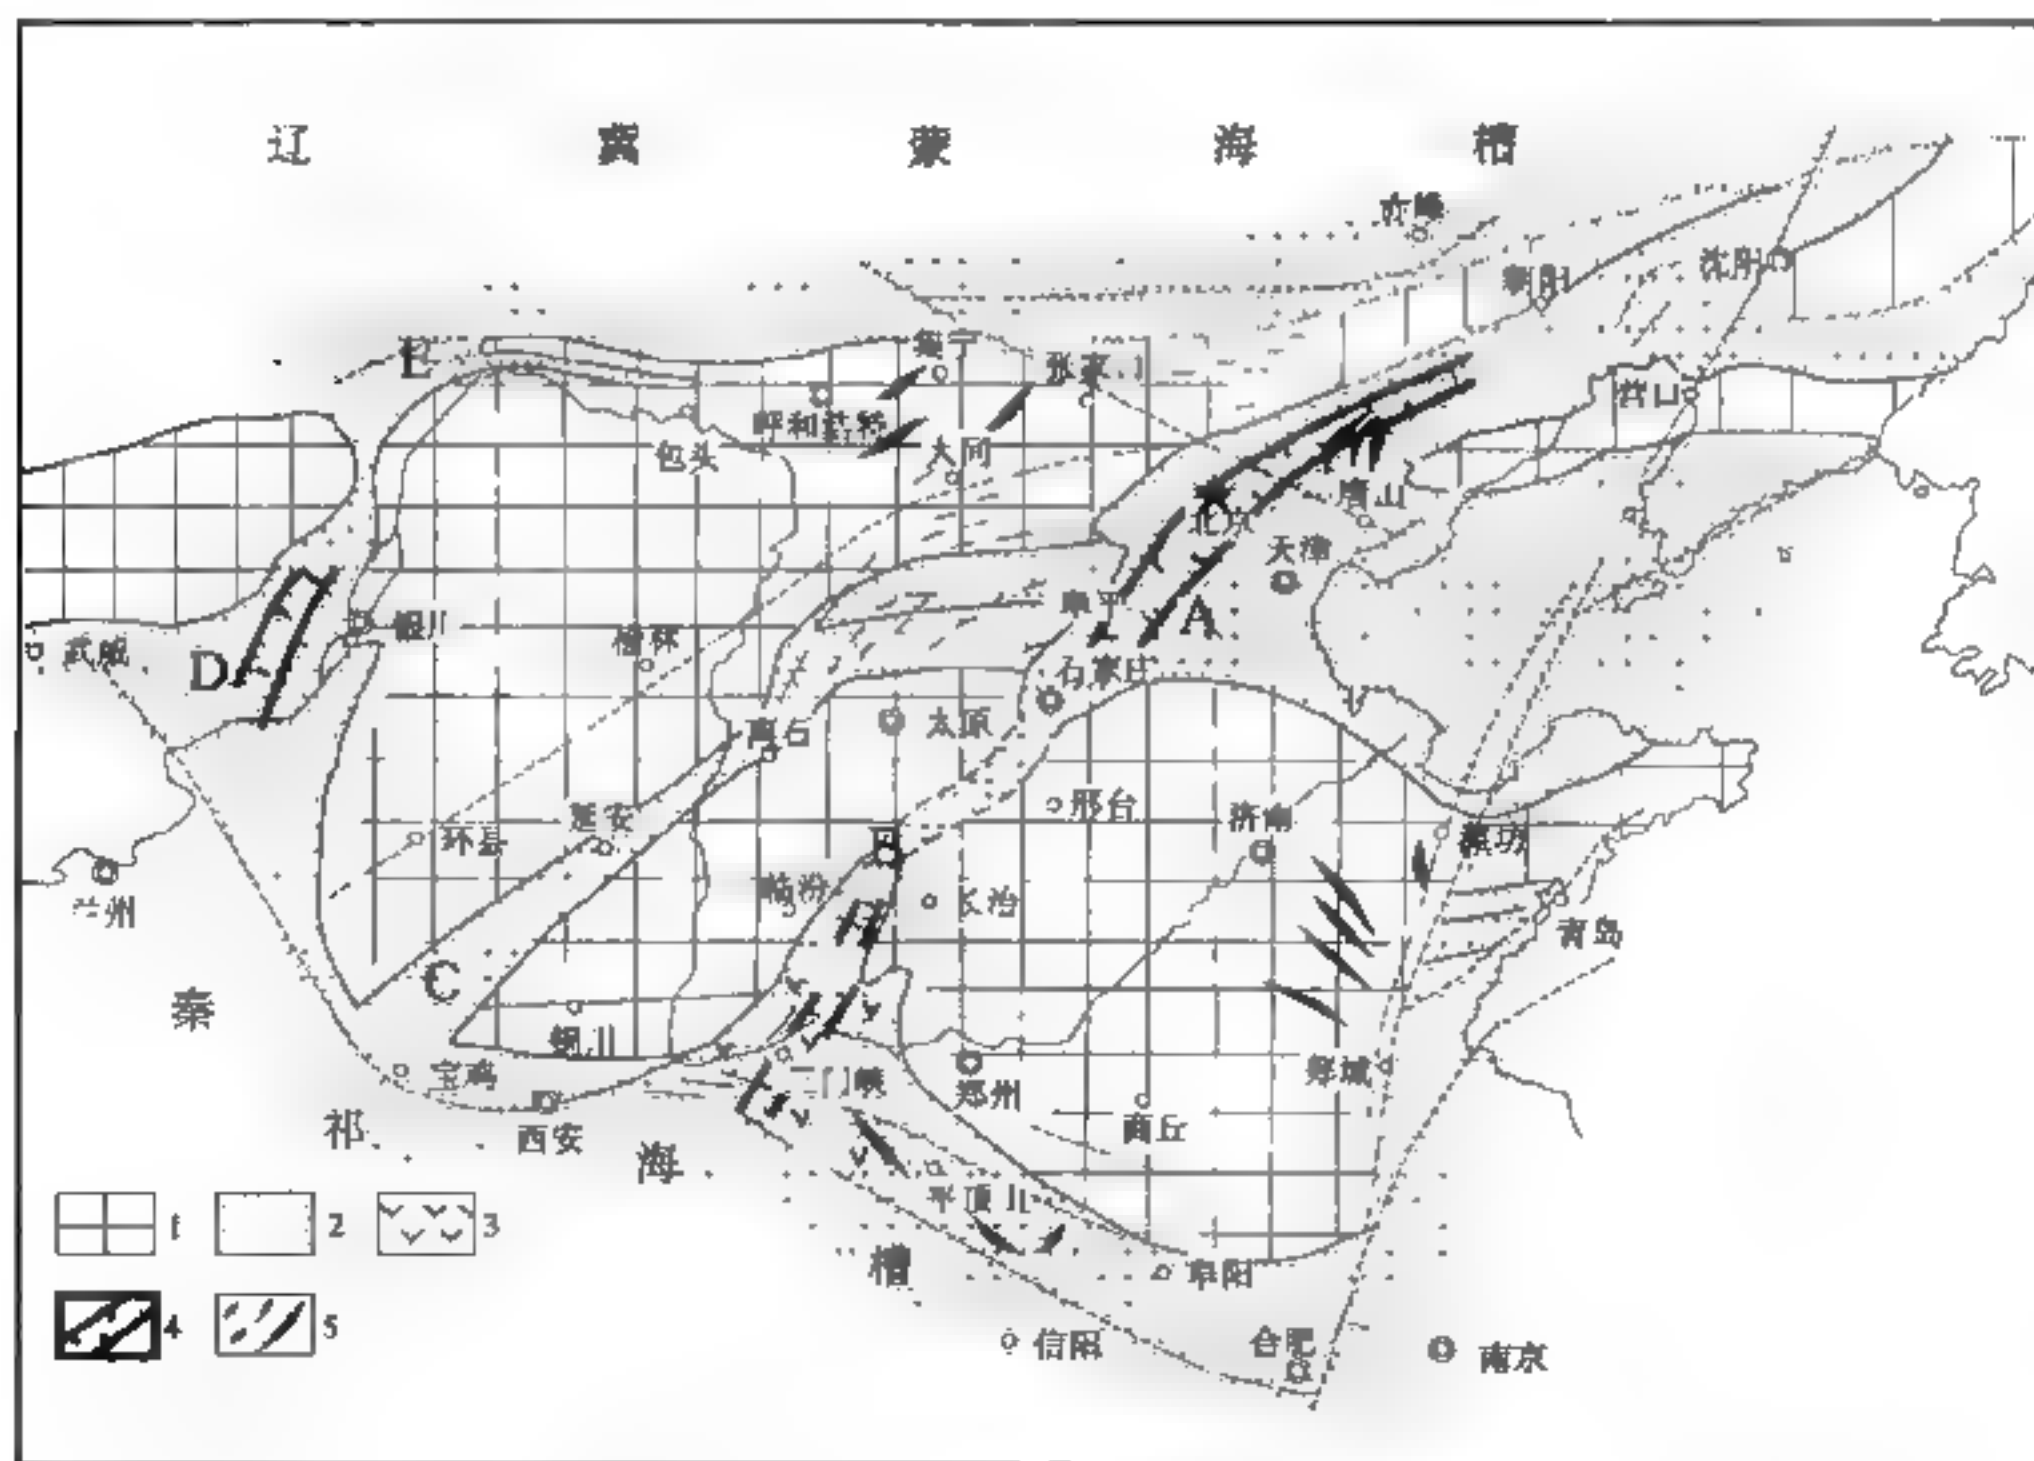 辽 冀 蒙 海 槽
赤峰
朝阳
沈阳
集宁
张家口
E
呼和浩特
营口
包头
大同
唐山
北京
天津
阜平
A
银川
榆林
武威
D
石家庄
离石
太原
邢台
济南
潍坊
延安
环县
B
临汾
长治
青岛
兰州
C
秦
铜川
宝鸡
三门峡
郑州
商丘
郯城
祁
西安
海
平顶山
槽
阜阳
信阳
合肥
南京
1 2 3
4 5